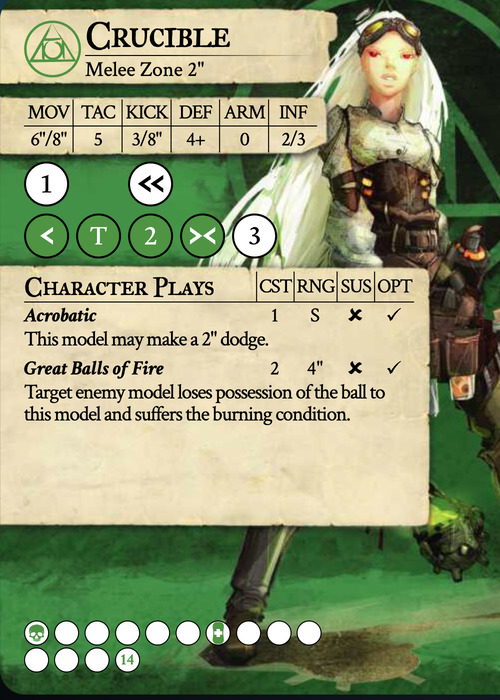 Crucible
Melee Zone 2"
MOV TAC KICK DEF ARM INF
6"/8" 5 3/8" 4+ 0 2/3
1 <<
< T 2 >< 3
Character Plays CST RNG SUS OPT
Acrobatic 1 S ✘ ✓
This model may make a 2" dodge.
Great Balls of Fire 2 4" ✘ ✓
Target enemy model loses possession of the ball to
this model and suffers the burning condition.
14